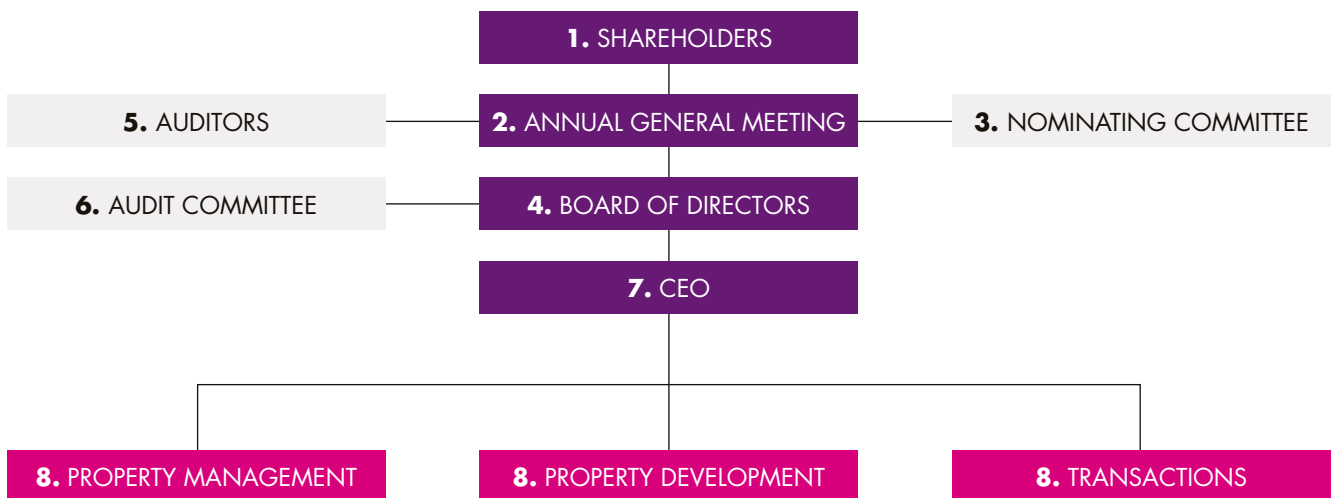 1. SHAREHOLDERS
5. AUDITORS
2. ANNUAL GENERAL MEETING
3. NOMINATING COMMITTEE
6. AUDIT COMMITTEE
4. BOARD OF DIRECTORS
7. CEO
8. PROPERTY MANAGEMENT
8. PROPERTY DEVELOPMENT
8. TRANSACTIONS